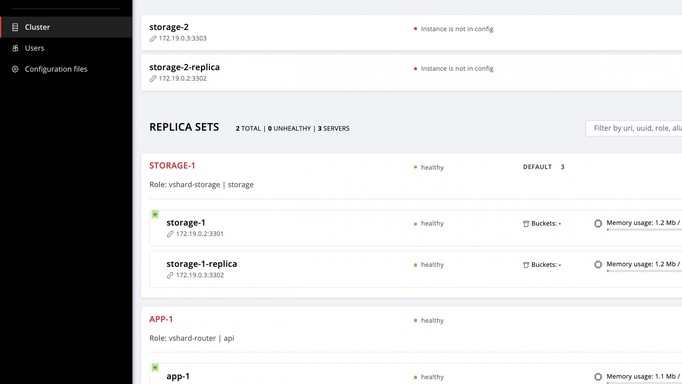 Cluster
Users
Configuration files
storage-2
172.19.0.3:3303
Instance is not in config
storage-2-replica
172.19.0.2:3302
Instance is not in config
REPLICA SETS 2 TOTAL | 0 UNHEALTHY | 3 SERVERS
Filter by uri, uuid, role, alia
STORAGE-1 healthy DEFAULT 3
Role: vshard-storage | storage
storage-1 healthy Buckets: - Memory usage: 1.2 Mb /
172.19.0.2:3301
storage-1-replica healthy Buckets: - Memory usage: 1.2 Mb /
172.19.0.3:3302
APP-1 healthy
Role: vshard-router | api
app-1 healthy Memory usage: 1.1 Mb /